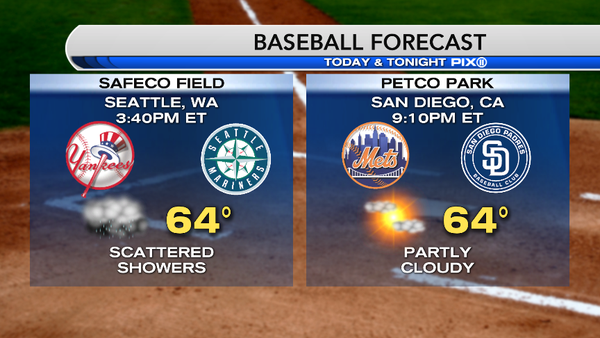 BASEBALL FORECAST
TODAY & TONIGHT PIX11
SAFECO FIELD
SEATTLE, WA
3:40PM ET
Yankees
SEATTLE
MARINERS
64°
SCATTERED
SHOWERS
PETCO PARK
SAN DIEGO, CA
9:10PM ET
Mets
SAN DIEGO PADRES
SD
BASEBALL CLUB
64°
PARTLY
CLOUDY